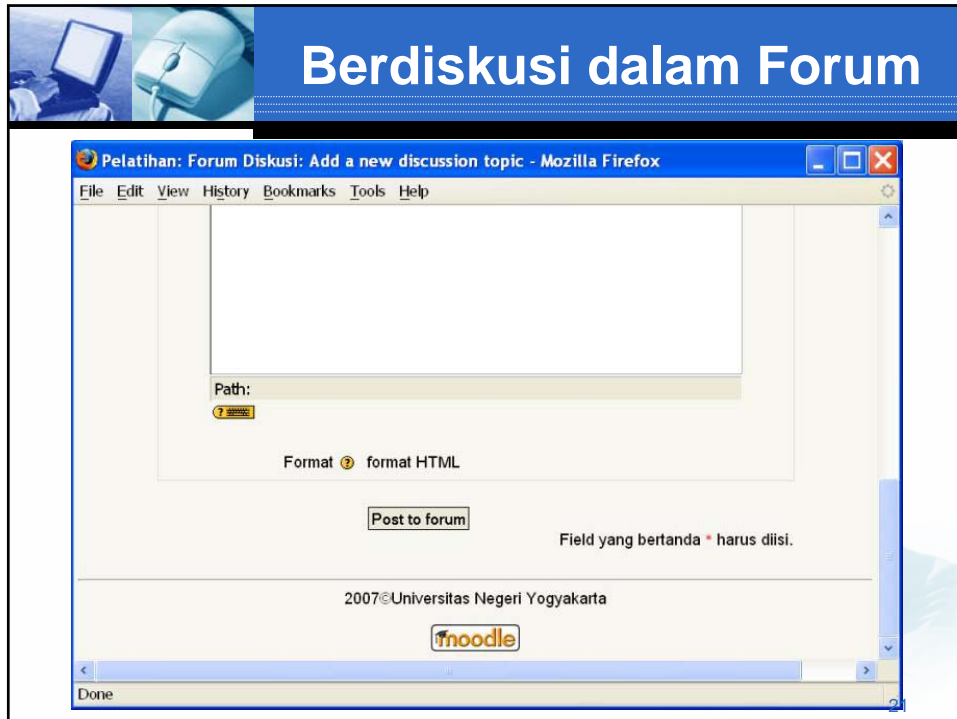 Berdiskusi dalam Forum
Pelatihan: Forum Diskusi: Add a new discussion topic - Mozilla Firefox
File Edit View History Bookmarks Tools Help
Path:
?
Format ? format HTML
Post to forum
Field yang bertanda * harus diisi.
2007©Universitas Negeri Yogyakarta
moodle
Done
21